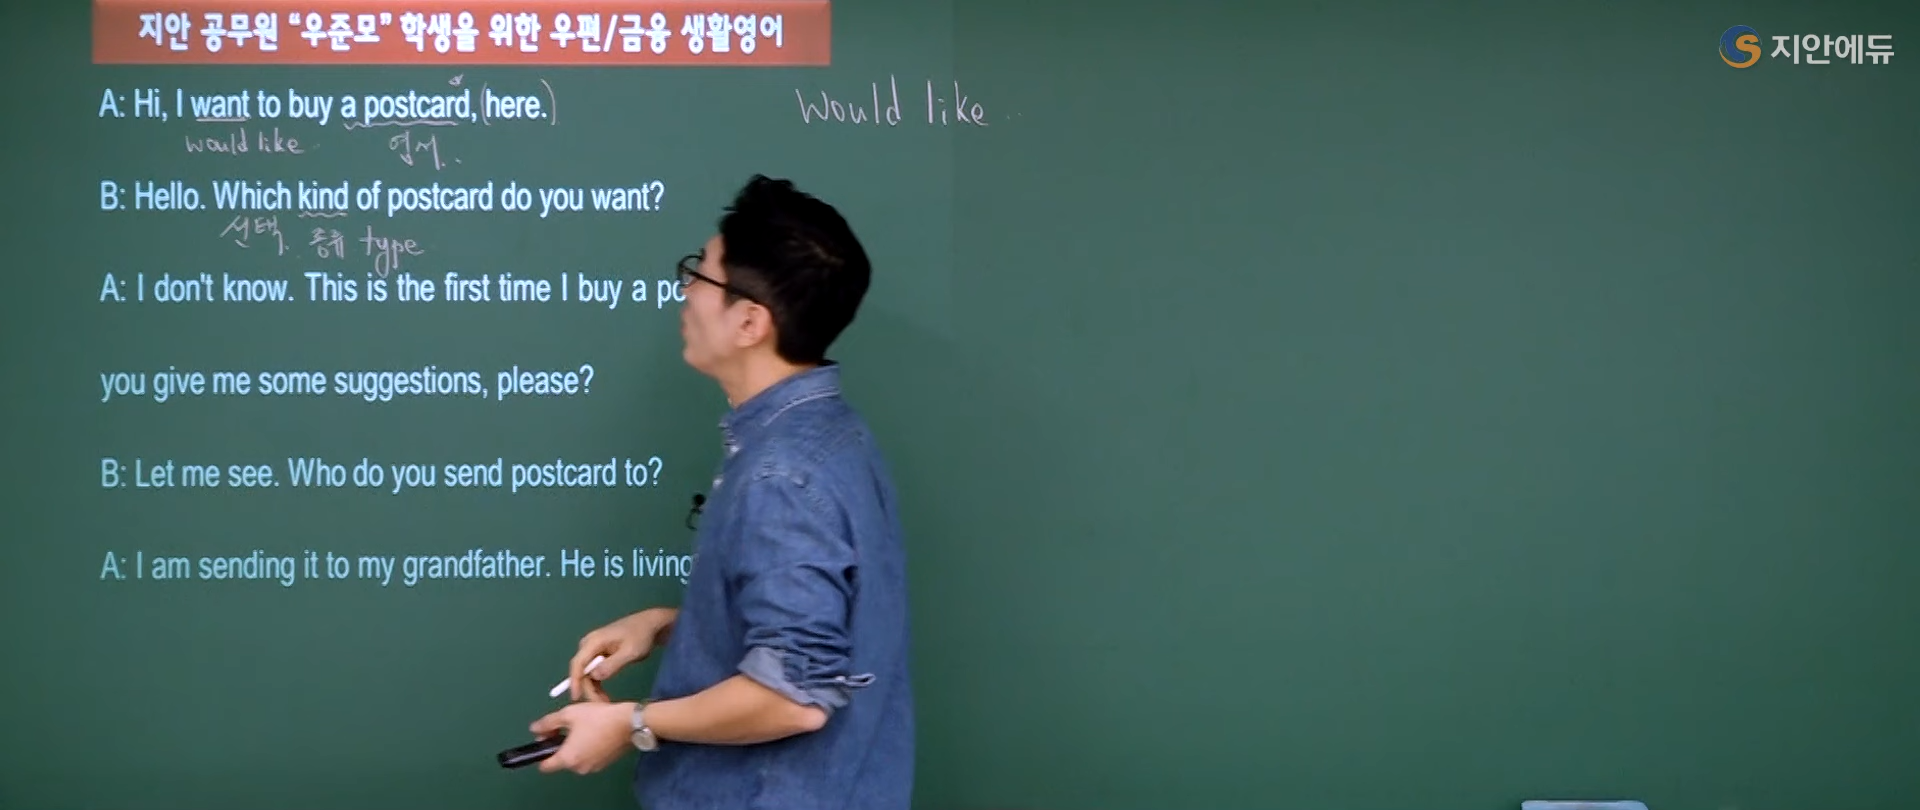 지안 공무원 “우준모” 학생을 위한 우편/금융 생활영어
지안에듀
A: Hi, I want to buy a postcard, (here.)
would like
would like 엽서..
B: Hello. Which kind of postcard do you want?
선택. 종류 type
A: I don't know. This is the first time I buy a po
you give me some suggestions, please?
B: Let me see. Who do you send postcard to?
A: I am sending it to my grandfather. He is living